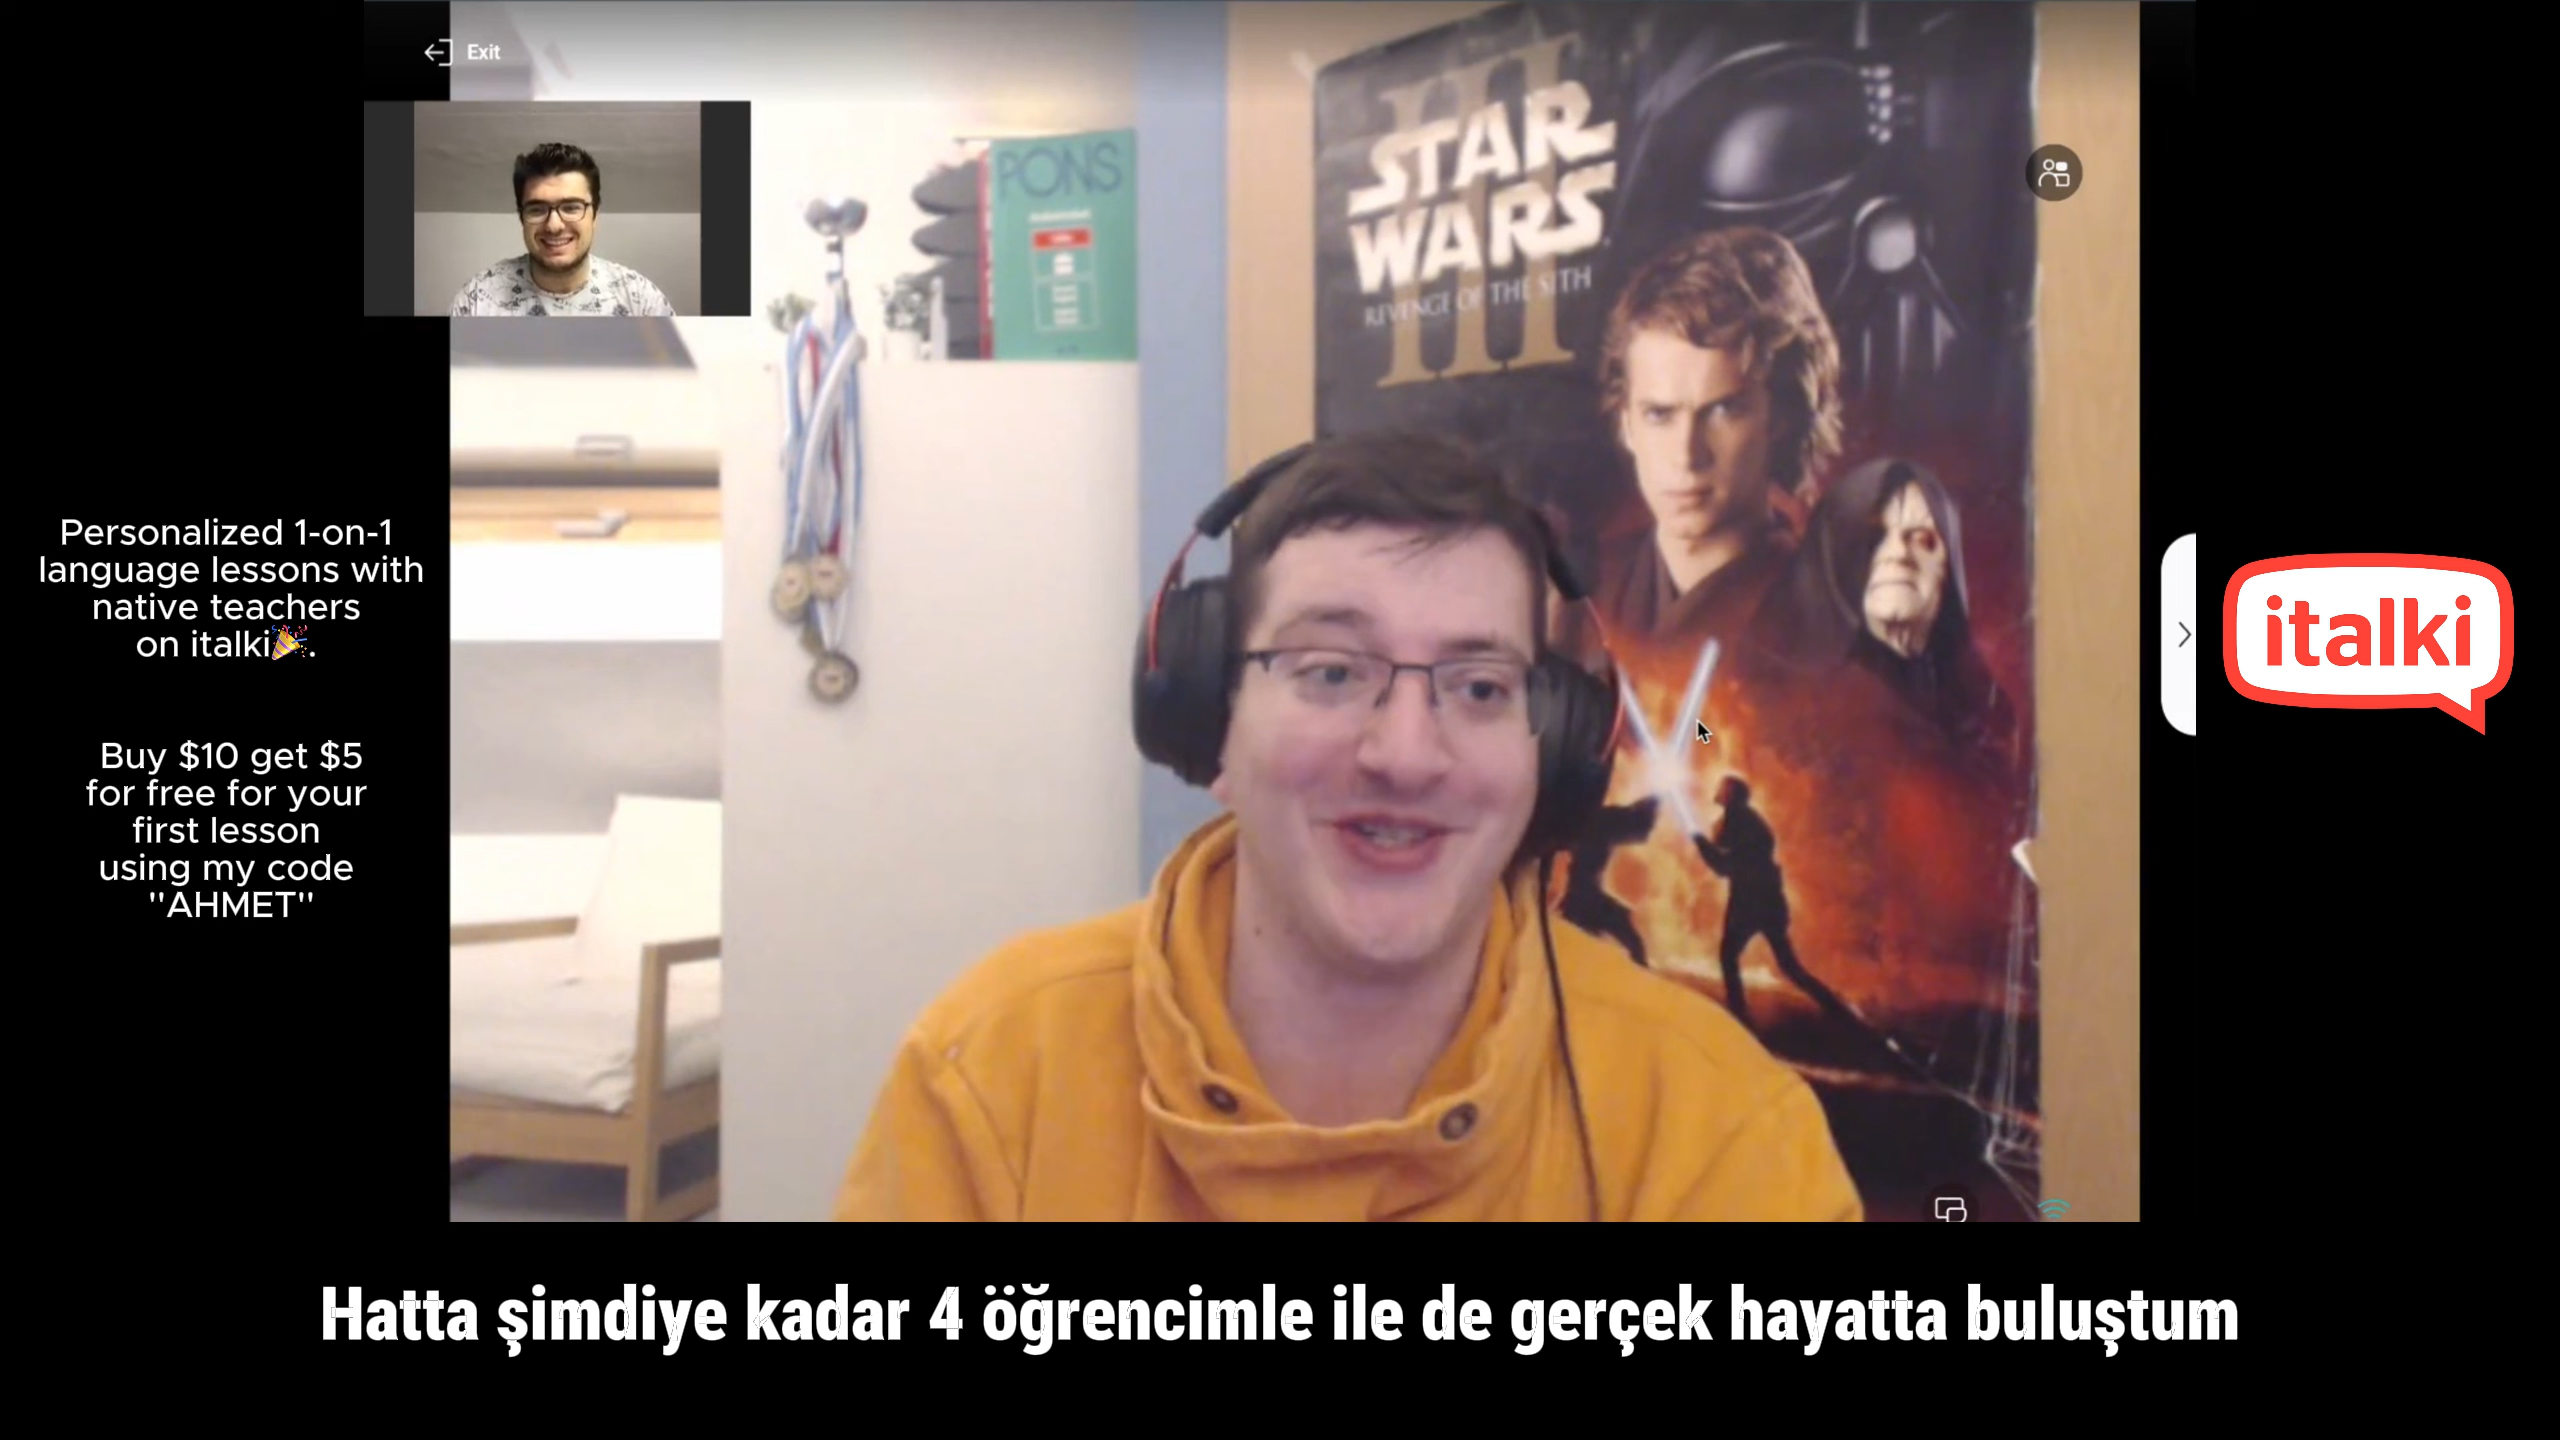 Exit
PONS
STAR
WARS
III
REVENGE OF THE SITH
Personalized 1-on-1
language lessons with
native teachers
on italki🎉.
Buy $10 get $5
for free for your
first lesson
using my code
"AHMET"
italki
Hatta şimdiye kadar 4 öğrencimle ile de gerçek hayatta buluştum